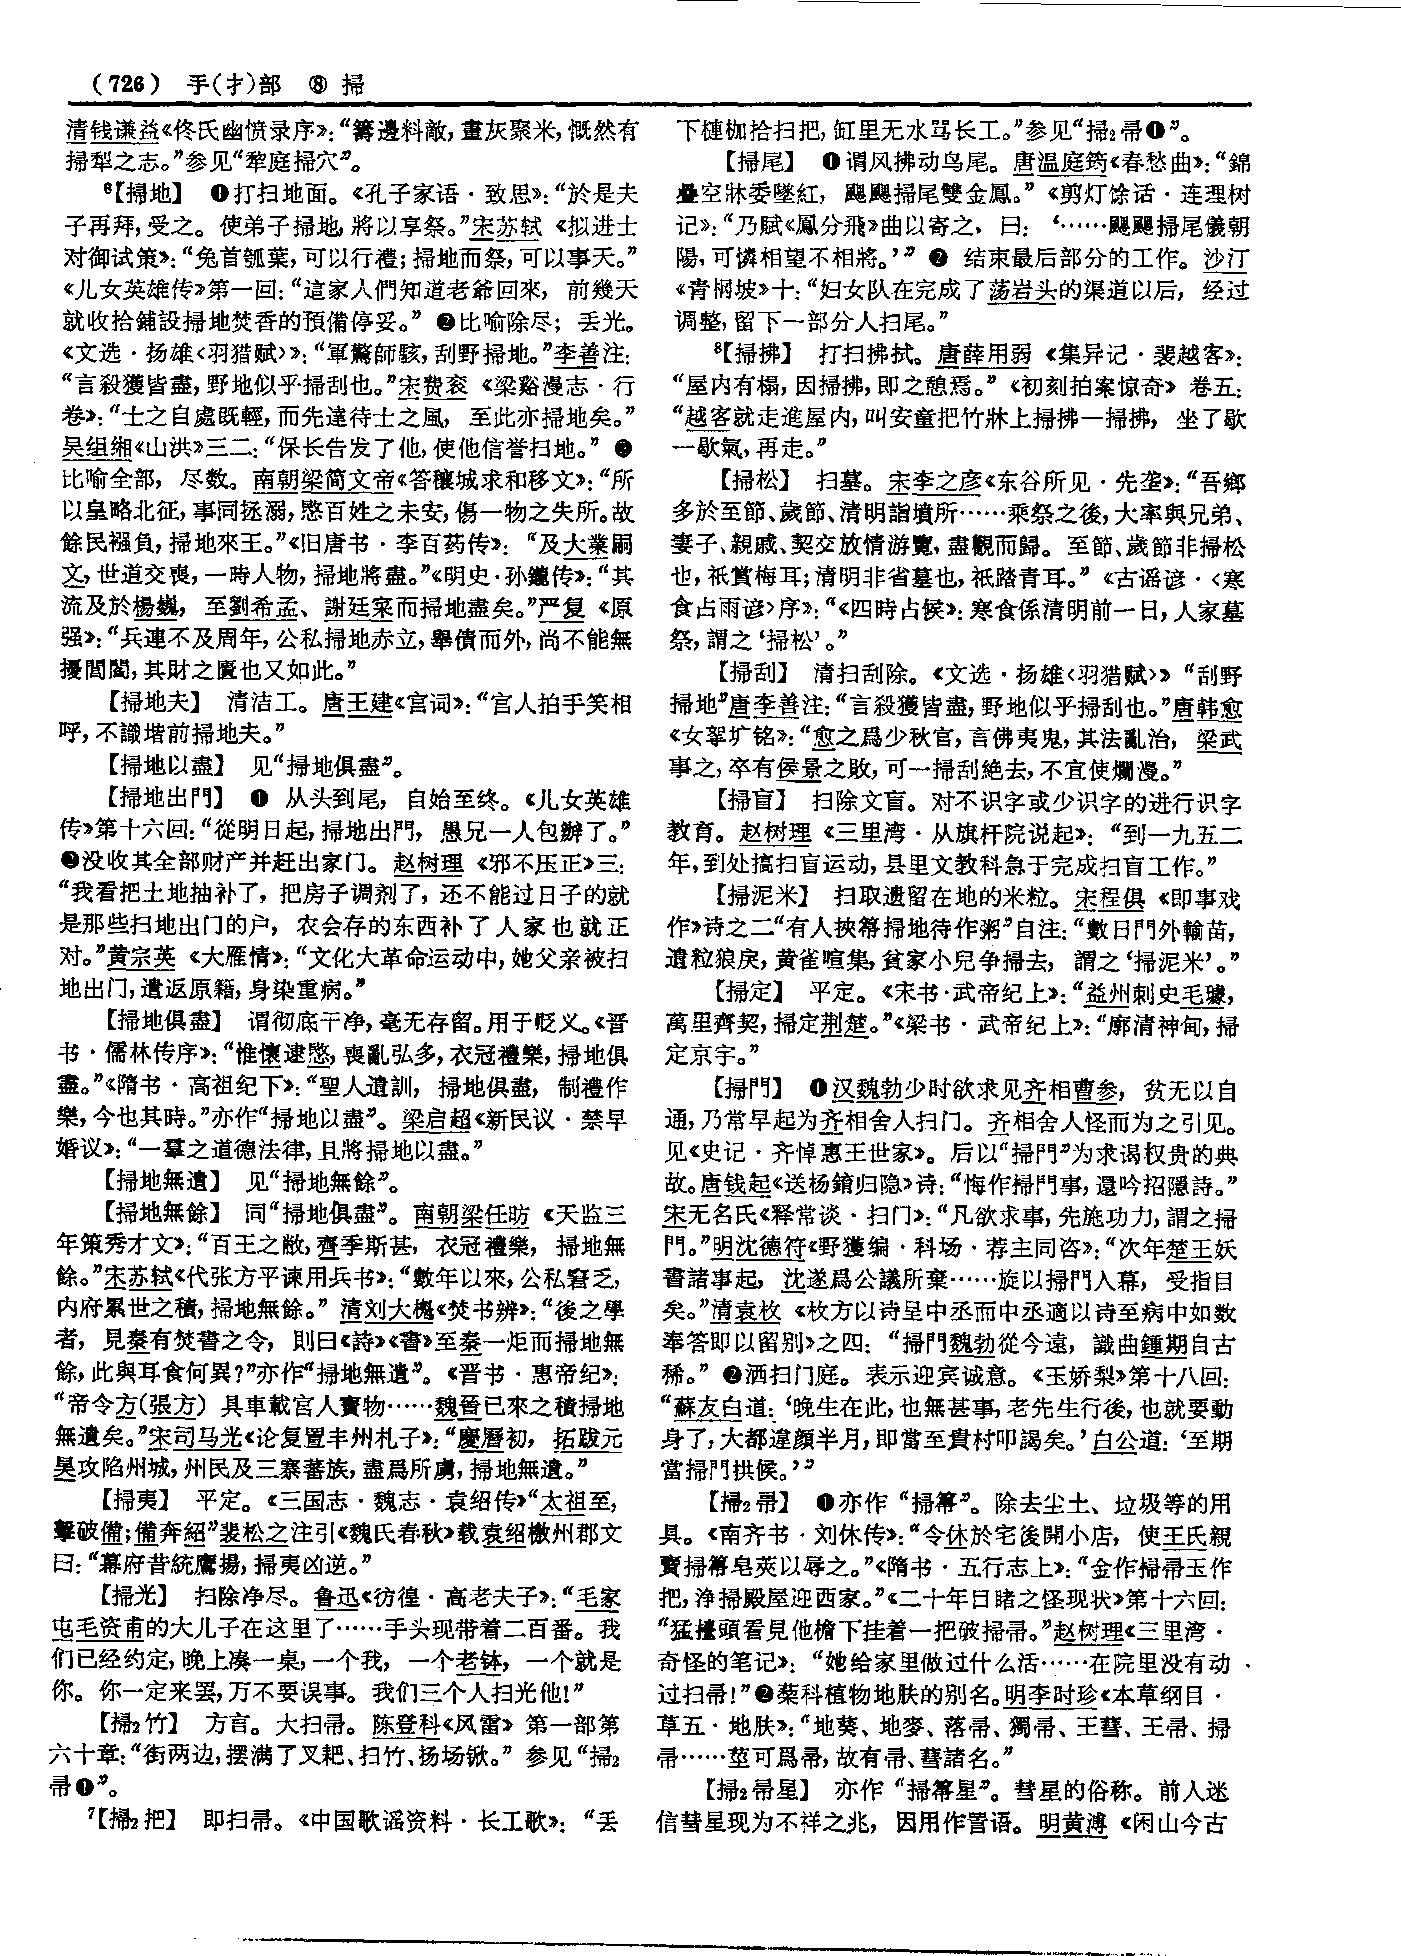 (726) 手(扌)部 ⑧ 掃
清钱谦益《佟氏幽愤录序》：“籌邊料敵，畫灰聚米，慨然有
掃犁之志。”参见“犁庭掃穴”。
⁶【掃地】 ❶打扫地面。《孔子家语·致思》：“於是夫
子再拜，受之。使弟子掃地，將以享祭。”宋苏轼《拟进士
对御试策》：“兔首瓠葉，可以行禮；掃地而祭，可以事天。”
《儿女英雄传》第一回：“這家人們知道老爺回來，前幾天
就收拾鋪設掃地焚香的預備停妥。”❷比喻除尽；丢光。
《文选·扬雄〈羽猎赋〉》：“軍驚師駭，刮野掃地。”李善注：
“言殺獲皆盡，野地似乎掃刮也。”宋费衮《梁谿漫志·行
卷》：“士之自處既輕，而先達待士之風，至此亦掃地矣。”
吴组缃《山洪》三二：“保长告发了他，使他信誉扫地。”❸
比喻全部，尽数。南朝梁简文帝《答穰城求和移文》：“所
以皇略北征，事同拯溺，愍百姓之未安，傷一物之失所。故
餘民襁負，掃地來王。”《旧唐书·李百药传》：“及大業嗣
文，世道交喪，一時人物，掃地將盡。”《明史·孙鑨传》：“其
流及於楊巍，至劉希孟、謝廷寀而掃地盡矣。”严复《原
强》：“兵連不及周年，公私掃地赤立，舉債而外，尚不能無
擾閭閻，其財之匱也又如此。”
【掃地夫】 清洁工。唐王建《宫词》：“宫人拍手笑相
呼，不識堦前掃地夫。”
【掃地以盡】 见“掃地俱盡”。
【掃地出門】 ❶ 从头到尾，自始至终。《儿女英雄
传》第十六回：“從明日起，掃地出門，愚兄一人包辦了。”
❷没收其全部财产并赶出家门。赵树理《邪不压正》三：
“我看把土地抽补了，把房子调剂了，还不能过日子的就
是那些扫地出门的户，农会存的东西补了人家也就正
对。”黄宗英《大雁情》：“文化大革命运动中，她父亲被扫
地出门，遣返原籍，身染重病。”
【掃地俱盡】 谓彻底干净，毫无存留。用于贬义。《晋
书·儒林传序》：“惟懷逮愍，喪亂弘多，衣冠禮樂，掃地俱
盡。”《隋书·高祖纪下》：“聖人遺訓，掃地俱盡，制禮作
樂，今也其時。”亦作“掃地以盡”。梁启超《新民议·禁早
婚议》：“一羣之道德法律，且將掃地以盡。”
【掃地無遺】 见“掃地無餘”。
【掃地無餘】 同“掃地俱盡”。南朝梁任昉《天监三
年策秀才文》：“百王之敝，齊季斯甚，衣冠禮樂，掃地無
餘。”宋苏轼《代张方平谏用兵书》：“數年以來，公私窘乏，
内府累世之積，掃地無餘。”清刘大櫆《焚书辨》：“後之學
者，見秦有焚書之令，則曰《詩》《書》至秦一炬而掃地無
餘，此與耳食何異？”亦作“掃地無遺”。《晋书·惠帝纪》：
“帝令方（張方）具車載宫人寶物……魏晉已來之積掃地
無遺矣。”宋司马光《论复置丰州札子》：“慶曆初，拓跋元
昊攻陷州城，州民及三寨蕃族，盡爲所虜，掃地無遺。”
【掃夷】 平定。《三国志·魏志·袁绍传》“太祖至，
擊破備；備奔紹”裴松之注引《魏氏春秋》载袁绍檄州郡文
曰：“幕府昔統鷹揚，掃夷凶逆。”
【掃光】 扫除净尽。鲁迅《彷徨·高老夫子》：“毛家
屯毛资甫的大儿子在这里了……手头现带着二百番。我
们已经约定，晚上凑一桌，一个我，一个老钵，一个就是
你。你一定来罢，万不要误事。我们三个人扫光他！”
【掃₂竹】 方言。大扫帚。陈登科《风雷》第一部第
六十章：“街两边，摆满了叉耙、扫竹、扬场锨。”参见“掃₂
帚❶”。
⁷【掃₂把】 即扫帚。《中国歌谣资料·长工歌》：“丢
下槤枷拾扫把，缸里无水骂长工。”参见“掃₂帚❶”。
【掃尾】 ❶谓风拂动鸟尾。唐温庭筠《春愁曲》：“錦
疊空牀委墜紅，颸颸掃尾雙金鳳。”《剪灯馀话·连理树
记》：“乃賦《鳳分飛》曲以寄之，曰：‘……颸颸掃尾儀朝
陽，可憐相望不相將。’”❷ 结束最后部分的工作。沙汀
《青㭎坡》十：“妇女队在完成了荡岩头的渠道以后，经过
调整，留下一部分人扫尾。”
⁸【掃拂】 打扫拂拭。唐薛用弱《集异记·裴越客》：
“屋内有榻，因掃拂，即之憩焉。”《初刻拍案惊奇》卷五：
“越客就走進屋内，叫安童把竹牀上掃拂一掃拂，坐了歇
一歇氣，再走。”
【掃松】 扫墓。宋李之彦《东谷所见·先垄》：“吾鄉
多於至節、歲節、清明詣墳所……乘祭之後，大率與兄弟、
妻子、親戚、契交放情游覽，盡觀而歸。至節、歲節非掃松
也，祇賞梅耳；清明非省墓也，祇踏青耳。”《古谣谚·〈寒
食占雨谚〉序》：“《四時占候》：寒食係清明前一日，人家墓
祭，謂之‘掃松’。”
【掃刮】 清扫刮除。《文选·扬雄〈羽猎赋〉》“刮野
掃地”唐李善注：“言殺獲皆盡，野地似乎掃刮也。”唐韩愈
《女挐圹铭》：“愈之爲少秋官，言佛夷鬼，其法亂治，梁武
事之，卒有侯景之敗，可一掃刮絶去，不宜使爛漫。”
【掃盲】 扫除文盲。对不识字或少识字的进行识字
教育。赵树理《三里湾·从旗杆院说起》：“到一九五二
年，到处搞扫盲运动，县里文教科急于完成扫盲工作。”
【掃泥米】 扫取遗留在地的米粒。宋程俱《即事戏
作》诗之二“有人挾箒掃地待作粥”自注：“數日門外輸苗，
遺粒狼戾，黄雀喧集，貧家小兒争掃去，謂之‘掃泥米’。”
【掃定】 平定。《宋书·武帝纪上》：“益州刺史毛璩，
萬里齊契，掃定荆楚。”《梁书·武帝纪上》：“廓清神甸，掃
定京宇。”
【掃門】 ❶汉魏勃少时欲求见齐相曹参，贫无以自
通，乃常早起为齐相舍人扫门。齐相舍人怪而为之引见。
见《史记·齐悼惠王世家》。后以“掃門”为求谒权贵的典
故。唐钱起《送杨錥归隐》诗：“悔作掃門事，還吟招隱詩。”
宋无名氏《释常谈·扫门》：“凡欲求事，先施功力，謂之掃
門。”明沈德符《野獲编·科场·荐主同咨》：“次年楚王妖
書諸事起，沈遂爲公議所棄……旋以掃門入幕，受指目
矣。”清袁枚《枚方以诗呈中丞而中丞適以诗至病中如数
奉答即以留别》之四：“掃門魏勃從今遠，識曲鍾期自古
稀。”❷洒扫门庭。表示迎宾诚意。《玉娇梨》第十八回：
“蘇友白道：‘晚生在此，也無甚事，老先生行後，也就要動
身了，大都違顔半月，即當至貴村叩謁矣。’白公道：‘至期
當掃門拱候。’”
【掃₂帚】 ❶亦作“掃箒”。除去尘土、垃圾等的用
具。《南齐书·刘休传》：“令休於宅後開小店，使王氏親
賣掃箒皂莢以辱之。”《隋书·五行志上》：“金作掃帚玉作
把，浄掃殿屋迎西家。”《二十年目睹之怪现状》第十六回：
“猛擡頭看見他檐下挂着一把破掃帚。”赵树理《三里湾·
奇怪的笔记》：“她给家里做过什么活……在院里没有动
过扫帚！”❷藜科植物地肤的别名。明李时珍《本草纲目·
草五·地肤》：“地葵、地麥、落帚、獨帚、王蔧、王帚、掃
帚……莖可爲帚，故有帚、蔧諸名。”
【掃₂帚星】 亦作“掃箒星”。彗星的俗称。前人迷
信彗星现为不祥之兆，因用作詈语。明黄溥《闲山今古